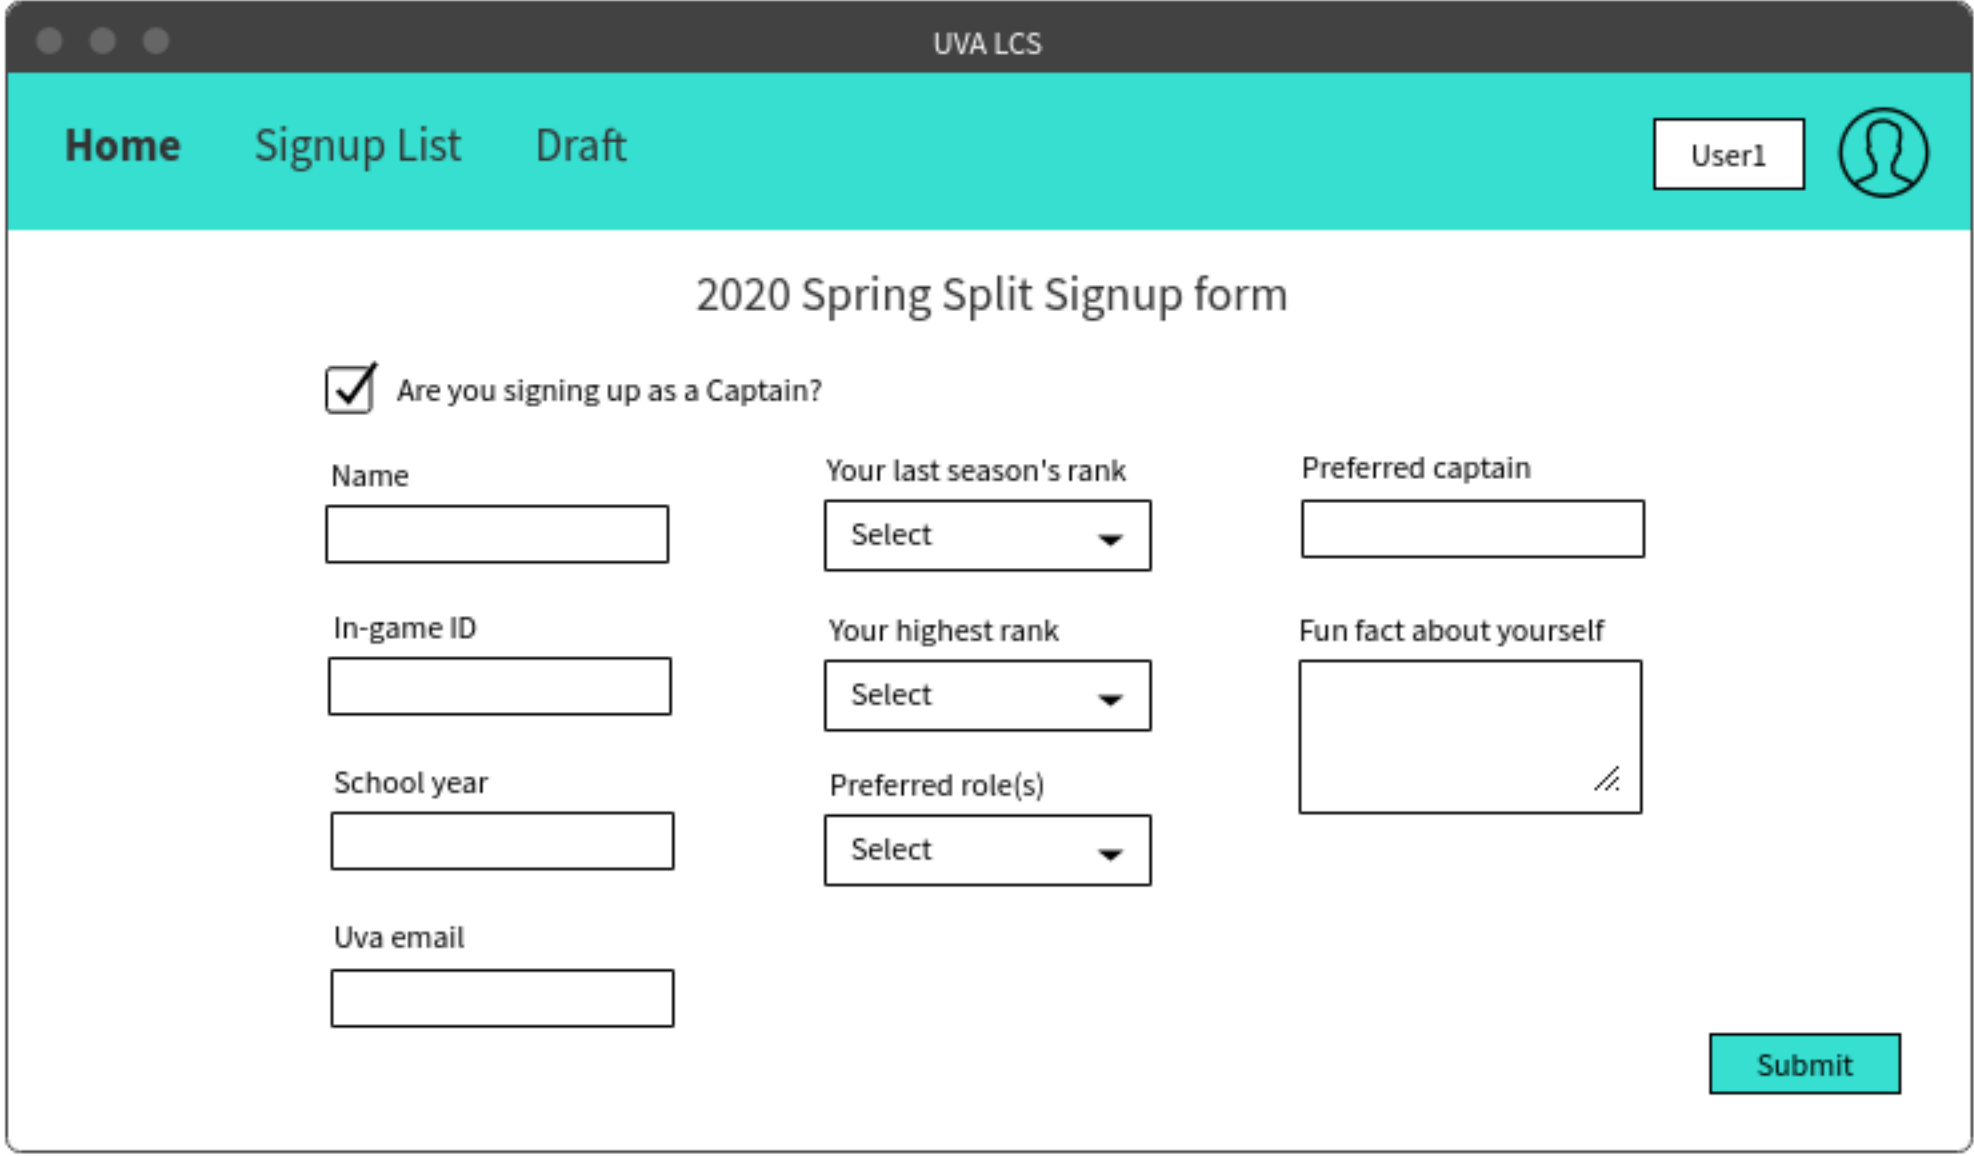 UVA LCS
Home Signup List Draft User1
2020 Spring Split Signup form
Are you signing up as a Captain?
Name
In-game ID
School year
Uva email
Your last season's rank
Select
Your highest rank
Select
Preferred role(s)
Select
Preferred captain
Fun fact about yourself
Submit